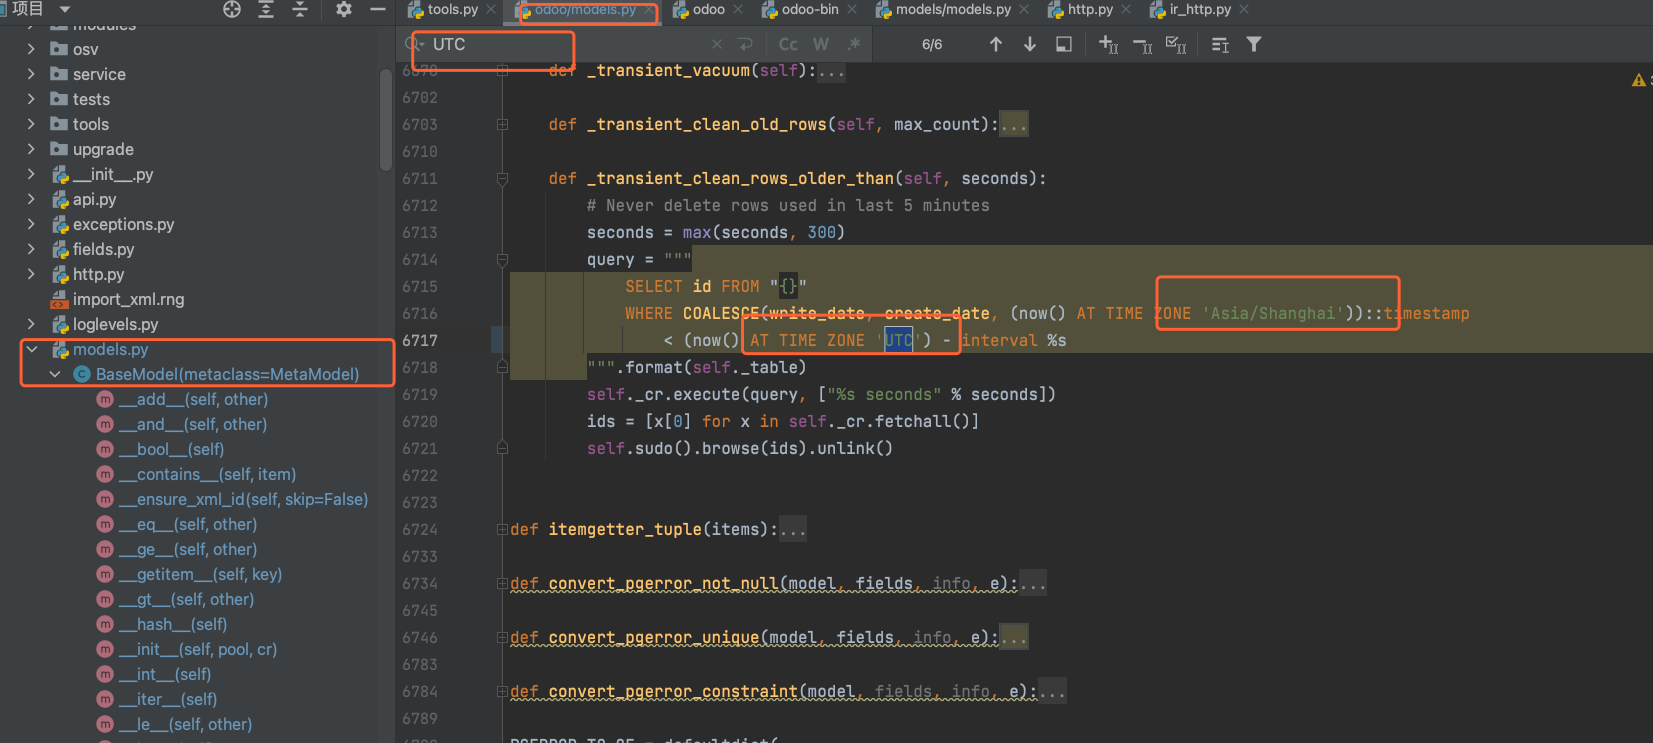 项目
tools.py
odoo/models.py
odoo
odoo-bin
models/models.py
http.py
ir_http.py
UTC
Cc W .*
6/6
modules
osv
service
tests
tools
upgrade
__init__.py
api.py
exceptions.py
fields.py
http.py
import_xml.rng
loglevels.py
models.py
BaseModel(metaclass=MetaModel)
__add__(self, other)
__and__(self, other)
__bool__(self)
__contains__(self, item)
__ensure_xml_id(self, skip=False)
__eq__(self, other)
__ge__(self, other)
__getitem__(self, key)
__gt__(self, other)
__hash__(self)
__init__(self, pool, cr)
__int__(self)
__iter__(self)
__le__(self, other)
def _transient_vacuum(self):...
6702
6703 def _transient_clean_old_rows(self, max_count):...
6710
6711 def _transient_clean_rows_older_than(self, seconds):
6712 # Never delete rows used in last 5 minutes
6713 seconds = max(seconds, 300)
6714 query = """
6715 SELECT id FROM "{}"
6716 WHERE COALESCE(write_date, create_date, (now() AT TIME ZONE 'Asia/Shanghai'))::timestamp
6717 < (now() AT TIME ZONE 'UTC') - interval %s
6718 """.format(self._table)
6719 self._cr.execute(query, ["%s seconds" % seconds])
6720 ids = [x[0] for x in self._cr.fetchall()]
6721 self.sudo().browse(ids).unlink()
6722
6723
6724 def itemgetter_tuple(items):...
6733
6734 def convert_pgerror_not_null(model, fields, info, e):...
6745
6746 def convert_pgerror_unique(model, fields, info, e):...
6783
6784 def convert_pgerror_constraint(model, fields, info, e):...
6789